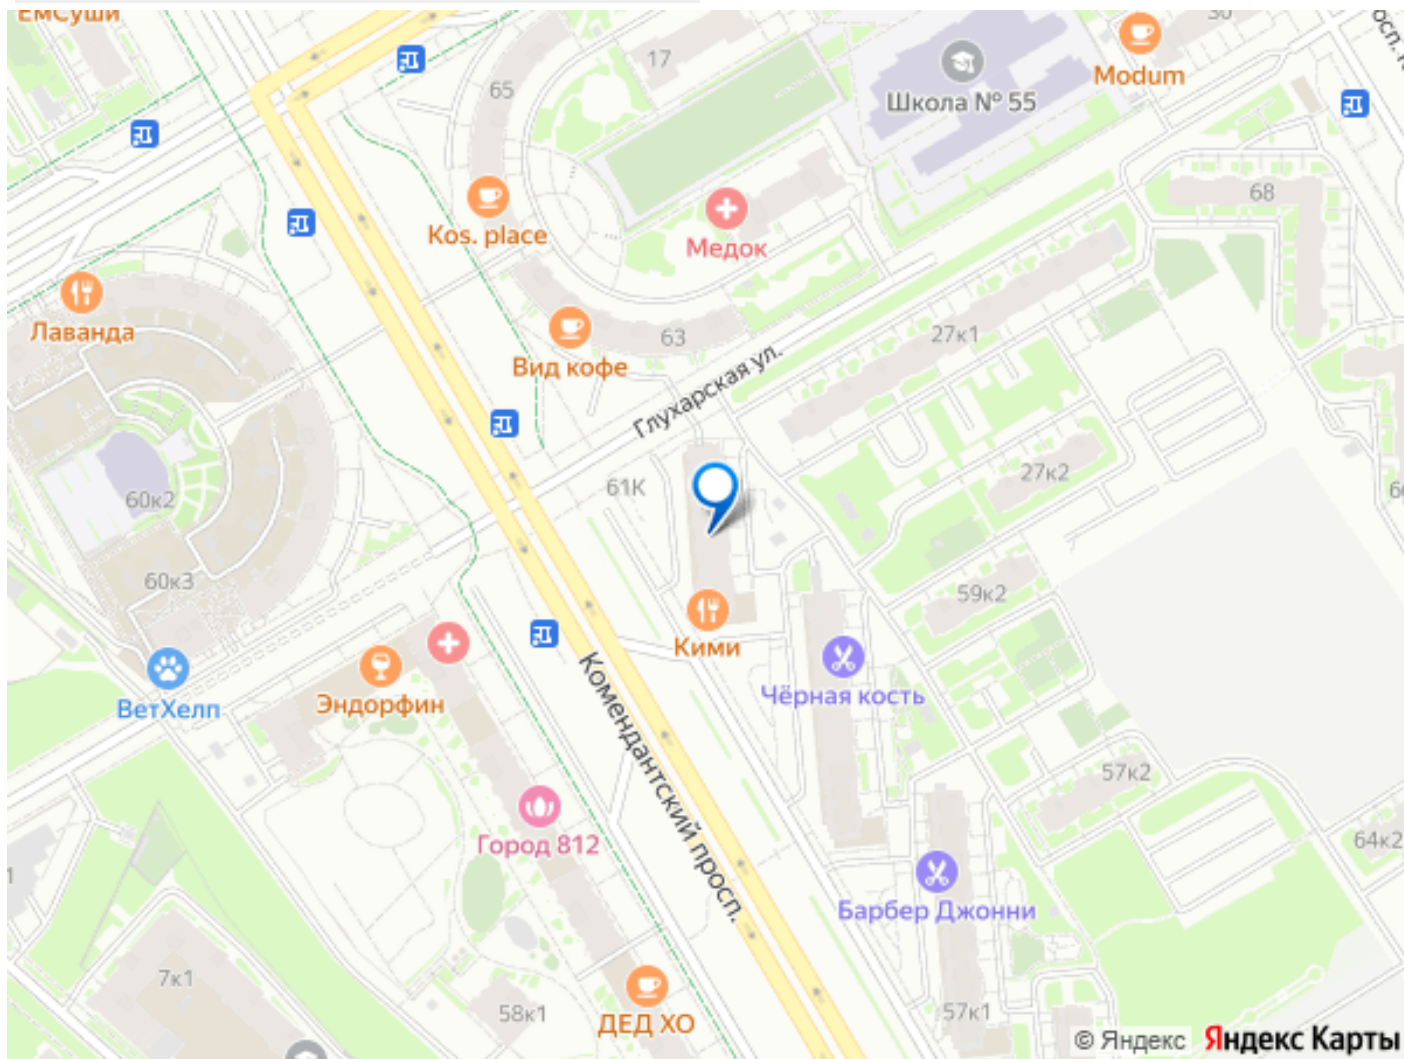 ЕмСуши
17
30
Modum
65
Школа № 55
68
Kos. place
Медок
Лаванда
63
27к1
Вид кофе
Глухарская ул.
60к2
61К
27к2
60к3
59к2
Кими
Чёрная кость
ВетХелп
Эндорфин
Комендантский просп.
57к2
Город 812
64к2
Барбер Джонни
7к1
58к1
ДЕД ХО
57к1
© Яндекс Яндекс Карты